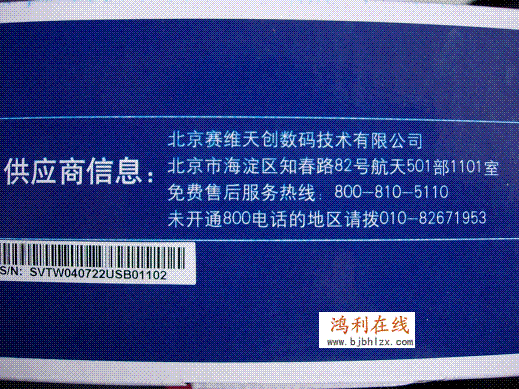 北京赛维天创数码技术有限公司
供应商信息：
北京市海淀区知春路82号航天501部1101室
免费售后服务热线：800-810-5110
未开通800电话的地区请拨010-82671953
S/N: SVTW040722USB01102
鸿利在线
www.bjbhlzx.com